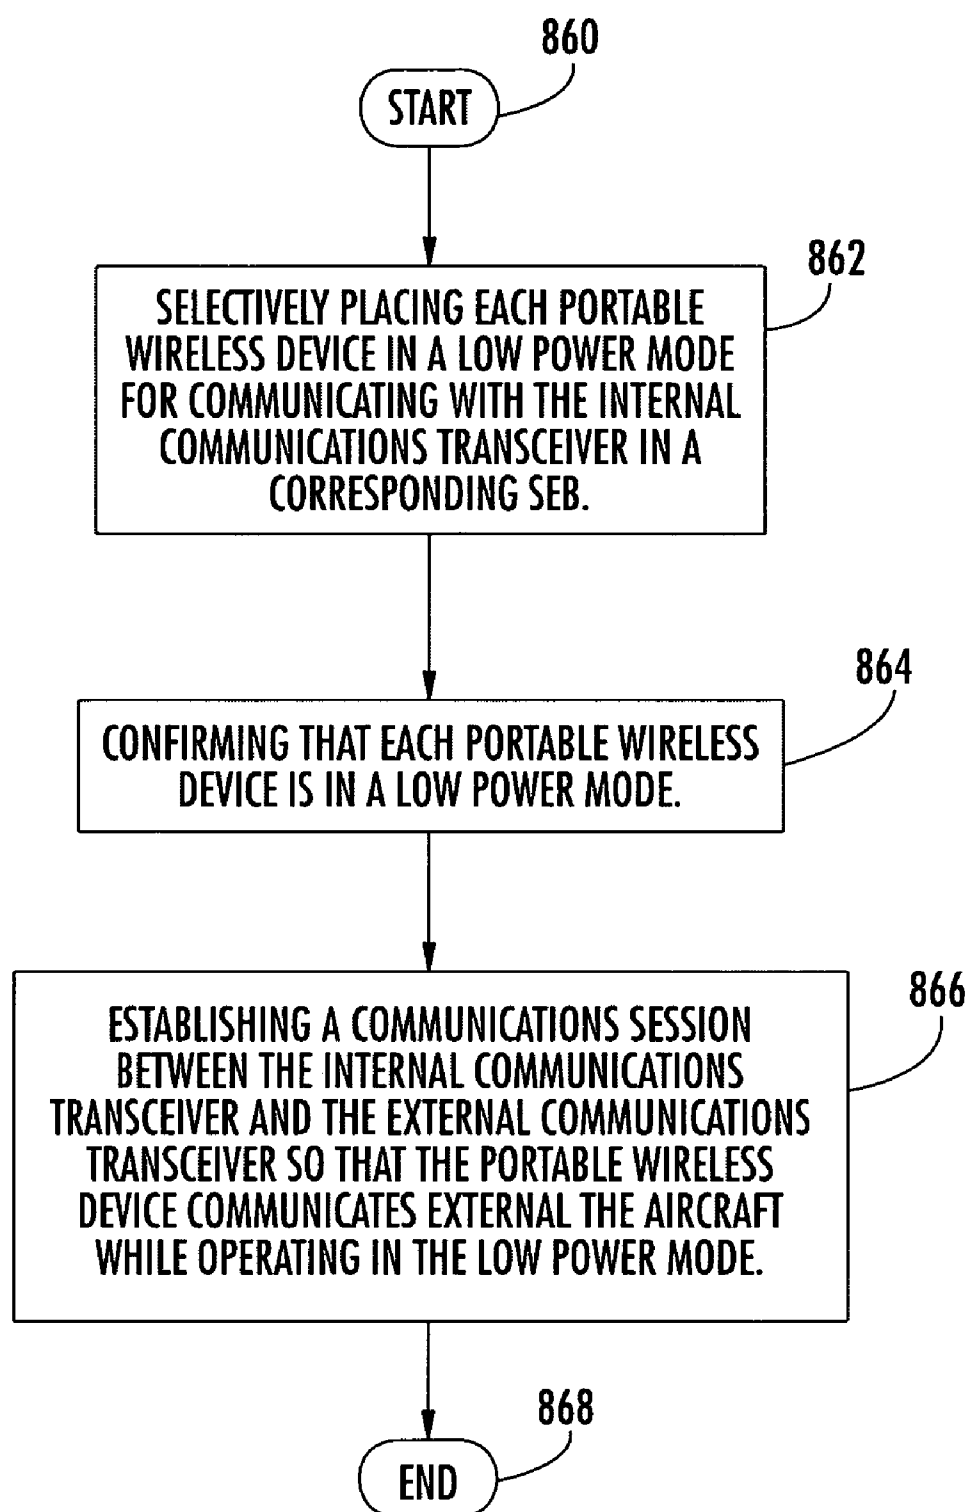 860
START
862
SELECTIVELY PLACING EACH PORTABLE
WIRELESS DEVICE IN A LOW POWER MODE
FOR COMMUNICATING WITH THE INTERNAL
COMMUNICATIONS TRANSCEIVER IN A
CORRESPONDING SEB.
864
CONFIRMING THAT EACH PORTABLE WIRELESS
DEVICE IS IN A LOW POWER MODE.
866
ESTABLISHING A COMMUNICATIONS SESSION
BETWEEN THE INTERNAL COMMUNICATIONS
TRANSCEIVER AND THE EXTERNAL COMMUNICATIONS
TRANSCEIVER SO THAT THE PORTABLE WIRELESS
DEVICE COMMUNICATES EXTERNAL THE AIRCRAFT
WHILE OPERATING IN THE LOW POWER MODE.
868
END